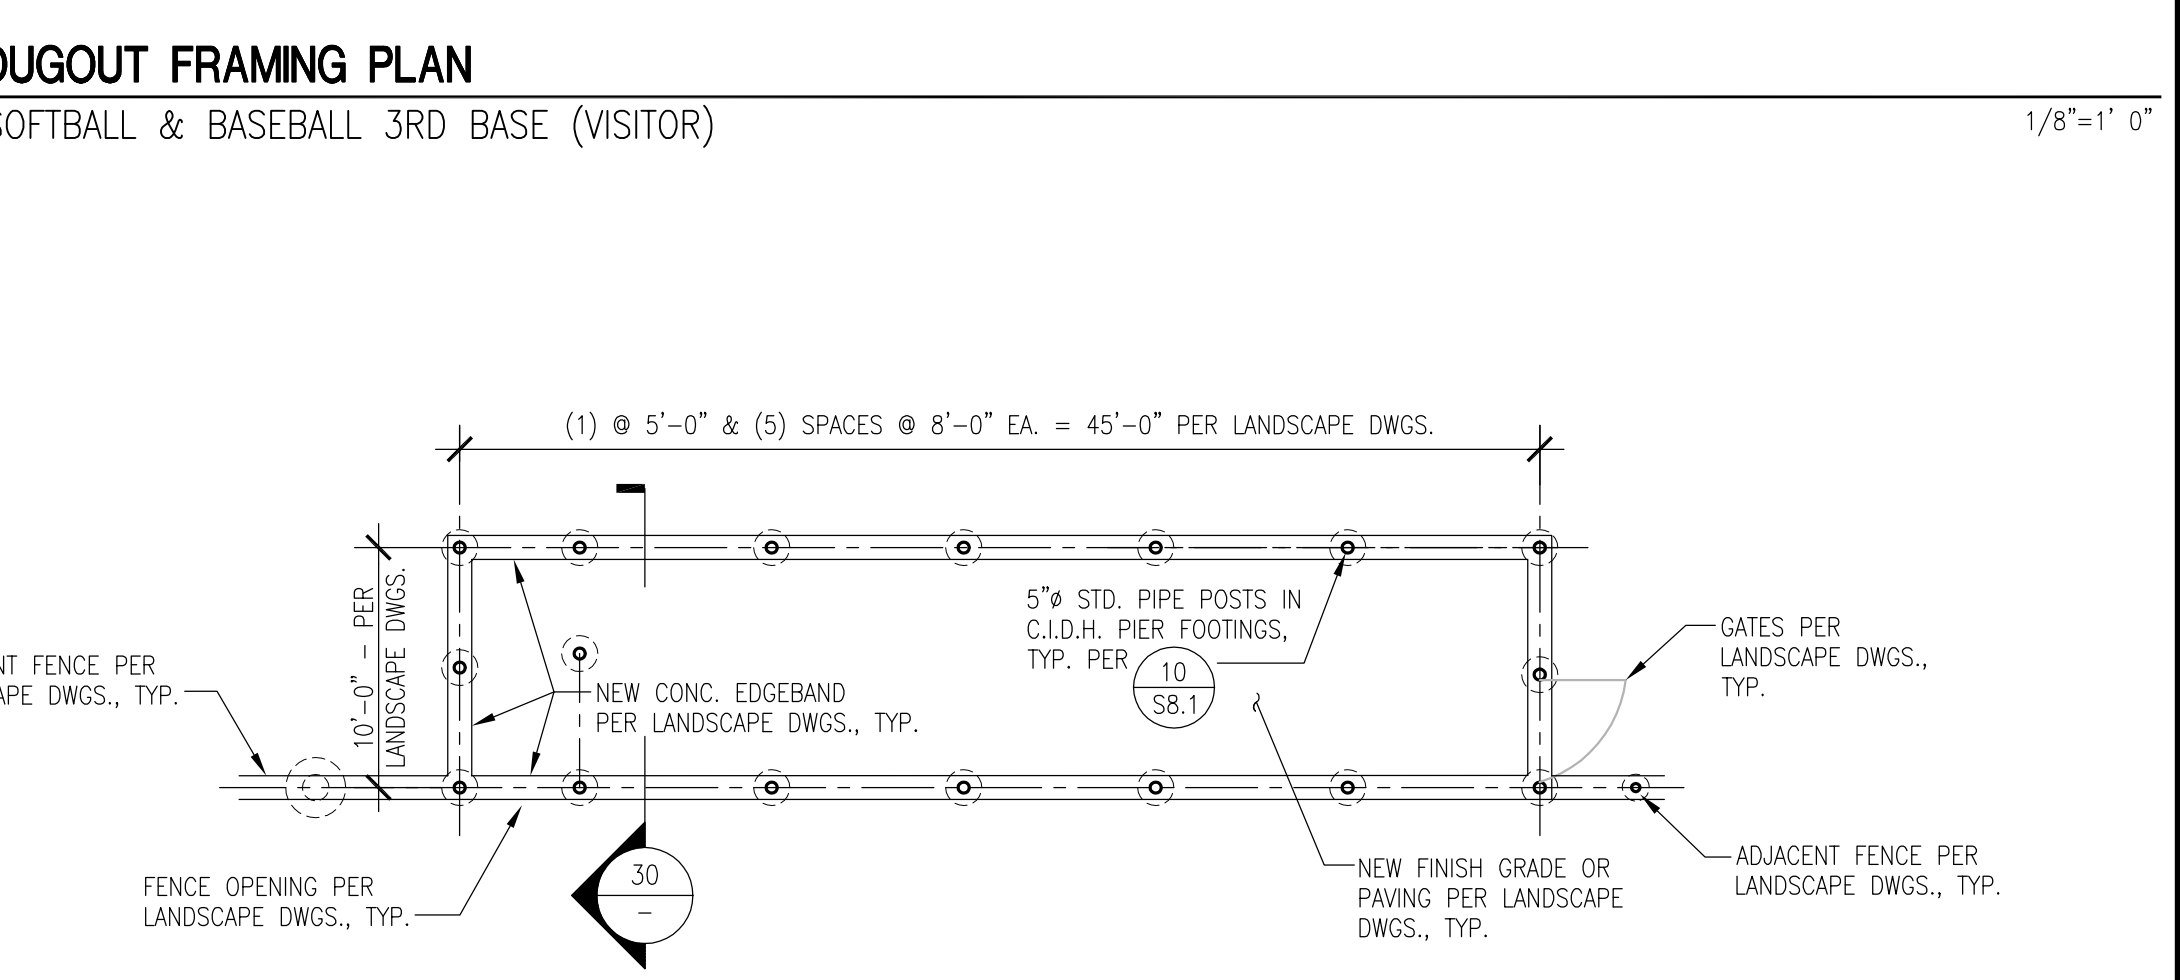 DUGOUT FRAMING PLAN
SOFTBALL & BASEBALL 3RD BASE (VISITOR)
1/8"=1' 0"
(1) @ 5'-0" & (5) SPACES @ 8'-0" EA. = 45'-0" PER LANDSCAPE DWGS.
10'-0" - PER
LANDSCAPE DWGS.
5"ø STD. PIPE POSTS IN
C.I.D.H. PIER FOOTINGS,
TYP. PER
10
S8.1
GATES PER
LANDSCAPE DWGS.,
TYP.
NT FENCE PER
APE DWGS., TYP.
NEW CONC. EDGEBAND
PER LANDSCAPE DWGS., TYP.
FENCE OPENING PER
LANDSCAPE DWGS., TYP.
30
-
NEW FINISH GRADE OR
PAVING PER LANDSCAPE
DWGS., TYP.
ADJACENT FENCE PER
LANDSCAPE DWGS., TYP.